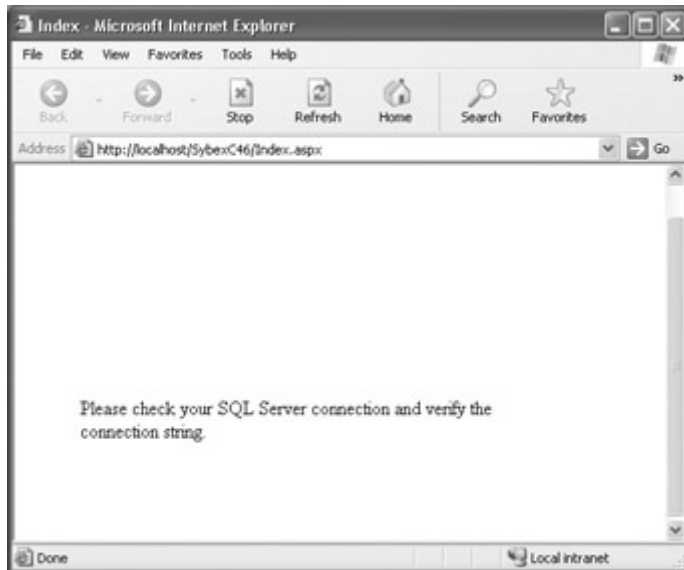 Index - Microsoft Internet Explorer
File Edit View Favorites Tools Help
Back Forward Stop Refresh Home Search Favorites
Address http://localhost/SybexC46/Index.aspx Go
Please check your SQL Server connection and verify the
connection string.
Done Local intranet